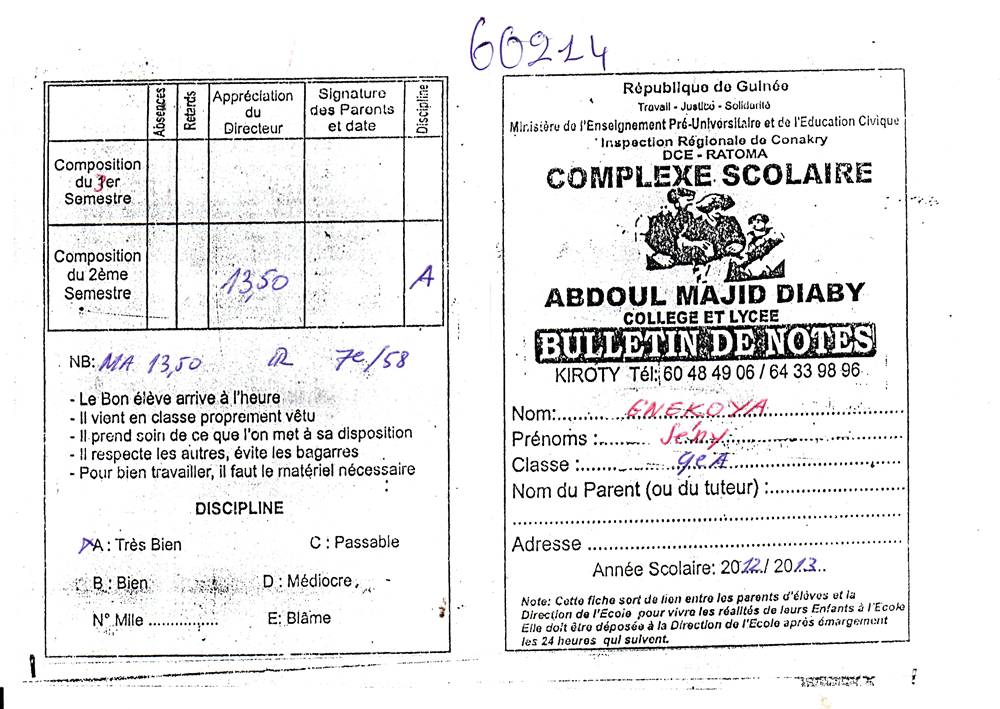 60214
Absences
Retards
Appréciation
du
Directeur
Signature
des Parents
et date
Discipline
Composition
du 3er
Semestre
Composition
du 2ème
Semestre
13,50
A
NB: MA 13,50 R 7e/58
- Le Bon élève arrive à l'heure
- Il vient en classe proprement vêtu
- Il prend soin de ce que l'on met à sa disposition
- Il respecte les autres, évite les bagarres
- Pour bien travailler, il faut le matériel nécessaire
DISCIPLINE
A : Très Bien
C : Passable
B : Bien
D : Médiocre
N° Mlle ................
E: Blâme
République de Guinée
Travail - Justice - Solidarité
Ministère de l'Enseignement Pré-Universitaire et de l'Education Civique
Inspection Régionale de Conakry
DCE - RATOMA
COMPLEXE SCOLAIRE
ABDOUL MAJID DIABY
COLLEGE ET LYCEE
BULLETIN DE NOTES
KIROTY Tél: 60 48 49 06 / 64 33 98 96
Nom:....... GNEKOYA
Prénoms :....... Sény
Classe :....... 9eA
Nom du Parent (ou du tuteur) :.......
Adresse .......
Année Scolaire: 2012/ 2013..
Note: Cette fiche sort de lien entre les parents d'élèves et la
Direction de l'Ecole pour vivre les réalités de leurs Enfants à l'Ecole
Elle doit être déposée à la Direction de l'Ecole après émargement
les 24 heures qui suivent.